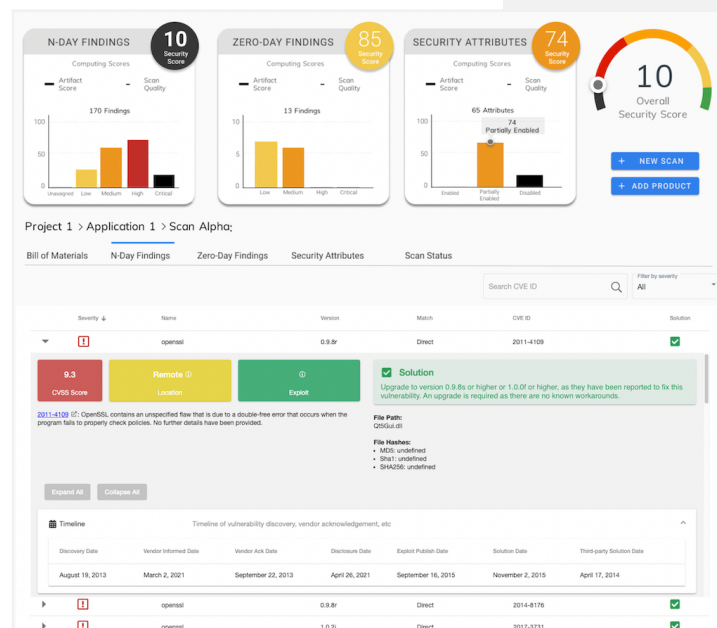 N-DAY FINDINGS
10
Security
Score
Computing Scores
Artifact
Score
Scan
Quality
170 Findings
100
50
0
Unassigned Low Medium High Critical
ZERO-DAY FINDINGS
85
Security
Score
Computing Scores
Artifact
Score
Scan
Quality
13 Findings
10
5
0
Low Medium High Critical
SECURITY ATTRIBUTES
74
Security
Score
Computing Scores
Artifact
Score
Scan
Quality
65 Attributes
74
Partially Enabled
100
50
0
Enabled Partially Enabled Disabled
10
Overall
Security Score
+ NEW SCAN
+ ADD PRODUCT
Project 1 > Application 1 > Scan Alpha;
Bill of Materials N-Day Findings Zero-Day Findings Security Attributes Scan Status
Search CVE ID
Filter by severity
All
Severity ↓ Name Version Match CVE ID Solution
openssl 0.9.8r Direct 2011-4109
9.3
CVSS Score
Remote
Location
Exploit
Solution
Upgrade to version 0.9.8s or higher or 1.0.0f or higher, as they have been reported to fix this
vulnerability. An upgrade is required as there are no known workarounds.
2011-4109 : OpenSSL contains an unspecified flaw that is due to a double-free error that occurs when the
program fails to properly check policies. No further details have been provided.
File Path:
Qt5Gui.dll
File Hashes:
• MD5: undefined
• Sha1: undefined
• SHA256: undefined
Expand All Collapse All
Timeline Timeline of vulnerability discovery, vendor acknowledgement, etc
Discovery Date Vendor Informed Date Vendor Ack Date Disclosure Date Exploit Publish Date Solution Date Third-party Solution Date
August 19, 2013 March 2, 2021 September 22, 2013 April 26, 2021 September 16, 2015 November 2, 2015 April 17, 2014
openssl 0.9.8r Direct 2014-8176
openssl 1.0.2j Direct 2017-3731